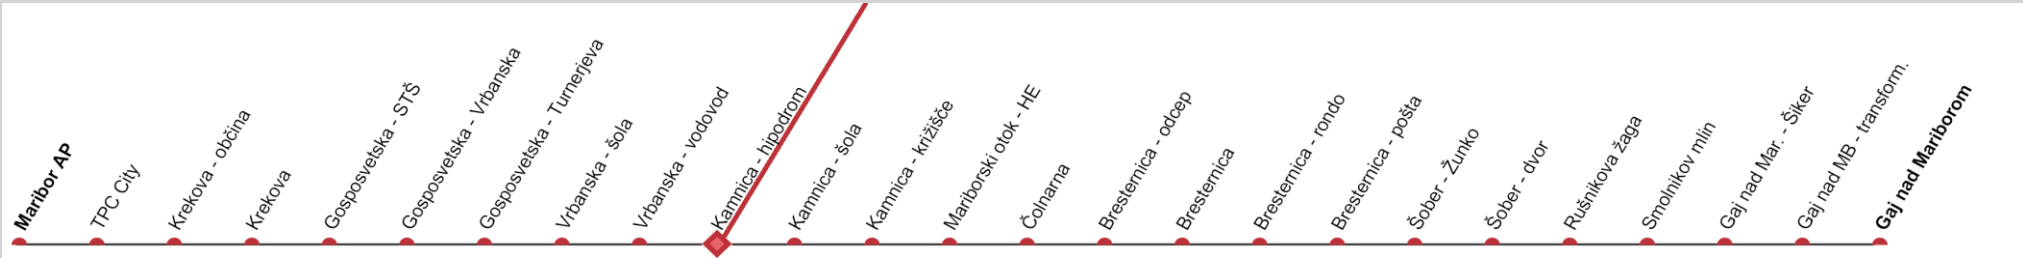 Maribor AP
TPC City
Krekova - občina
Krekova
Gosposvetska - STŠ
Gosposvetska - Vrbanska
Gosposvetska - Turnerjeva
Vrbanska - šola
Vrbanska - vodovod
Kamnica - hipodrom
Kamnica - šola
Kamnica - križišče
Mariborski otok - HE
Čolnarna
Bresternica - odcep
Bresternica
Bresternica - rondo
Bresternica - pošta
Šober - Žunko
Šober - dvor
Rušnikova žaga
Smolnikov mlin
Gaj nad Mar. - Šiker
Gaj nad MB - transform.
Gaj nad Mariborom